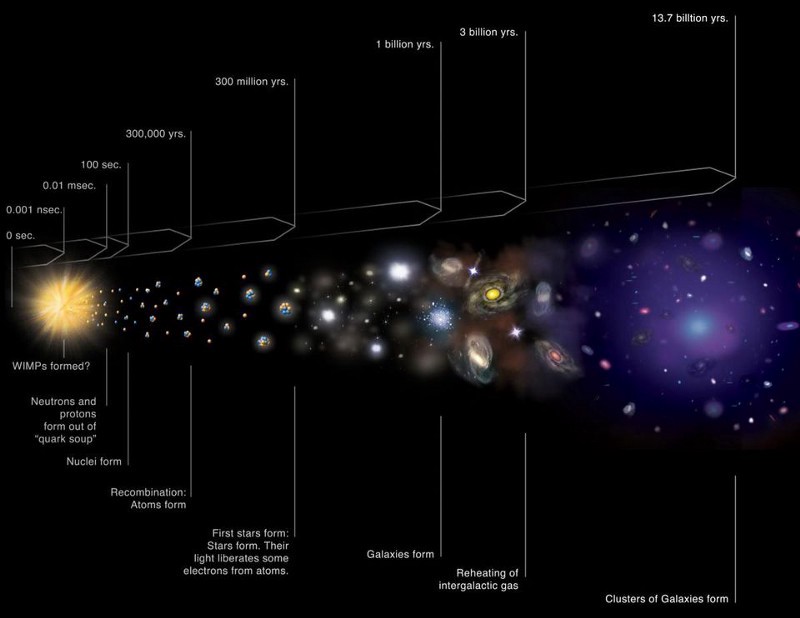 13.7 billtion yrs.
3 billion yrs.
1 billion yrs.
300 million yrs.
300,000 yrs.
100 sec.
0.01 msec.
0.001 nsec.
0 sec.
WIMPs formed?
Neutrons and
protons
form out of
"quark soup"
Nuclei form
Recombination:
Atoms form
First stars form:
Stars form. Their
light liberates some
electrons from atoms.
Galaxies form
Reheating of
intergalactic gas
Clusters of Galaxies form